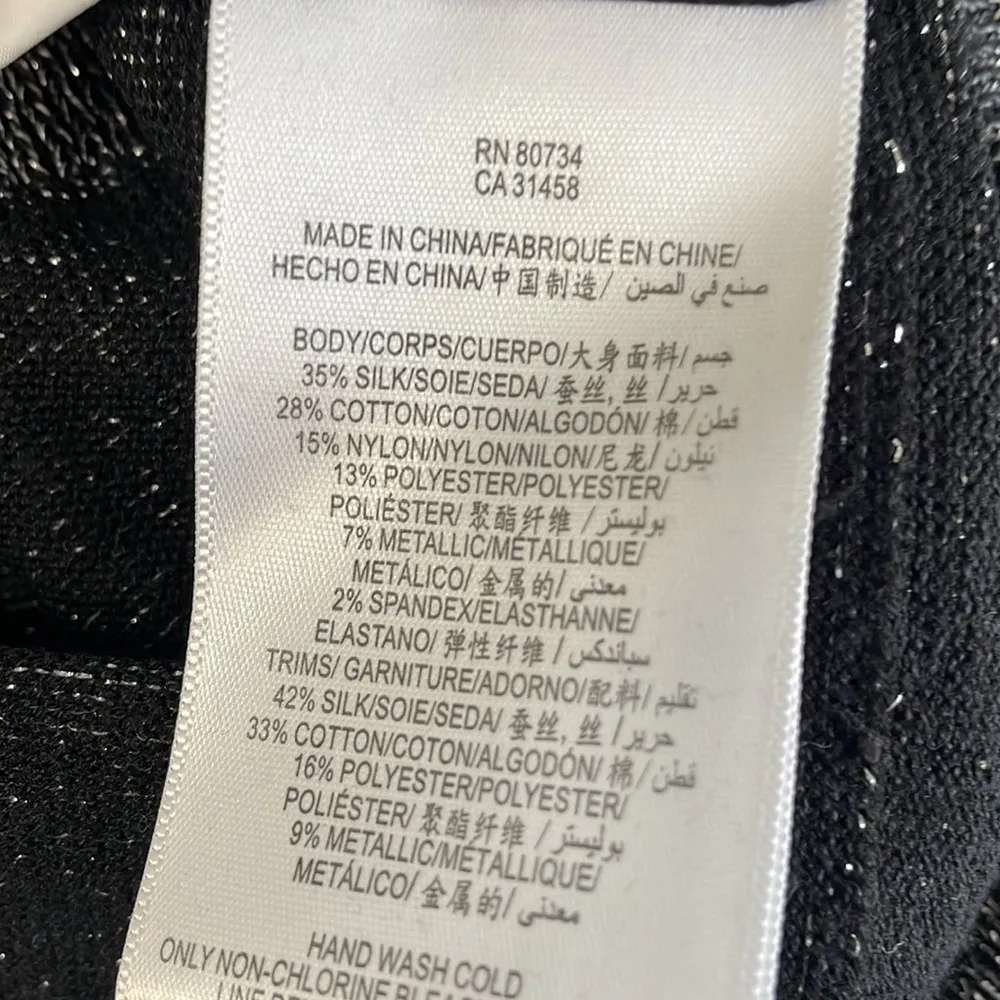 RN 80734
CA 31458
MADE IN CHINA/FABRIQUÉ EN CHINE/
HECHO EN CHINA/中国制造/ صنع في الصين
BODY/CORPS/CUERPO/大身面料/ جسم
35% SILK/SOIE/SEDA/ 蚕丝, 丝 /حرير
28% COTTON/COTON/ALGODÓN/ 棉/ قطن
15% NYLON/NYLON/NILON/尼龙/ نيلون
13% POLYESTER/POLYESTER/
POLIÉSTER/ 聚酯纤维 /بوليستر
7% METALLIC/MÉTALLIQUE/
METÁLICO/ 金属的/ معدني
2% SPANDEX/ELASTHANNE/
ELASTANO/ 弹性纤维 /سباندكس
TRIMS/ GARNITURE/ADORNO/配料/ تقليم
42% SILK/SOIE/SEDA/ 蚕丝, 丝 /حرير
33% COTTON/COTON/ALGODÓN/ 棉/ قطن
16% POLYESTER/POLYESTER/
POLIÉSTER/ 聚酯纤维 /بوليستر
9% METALLIC/MÉTALLIQUE/
METÁLICO/ 金属的/ معدني
HAND WASH COLD
ONLY NON-CHLORINE
LINE